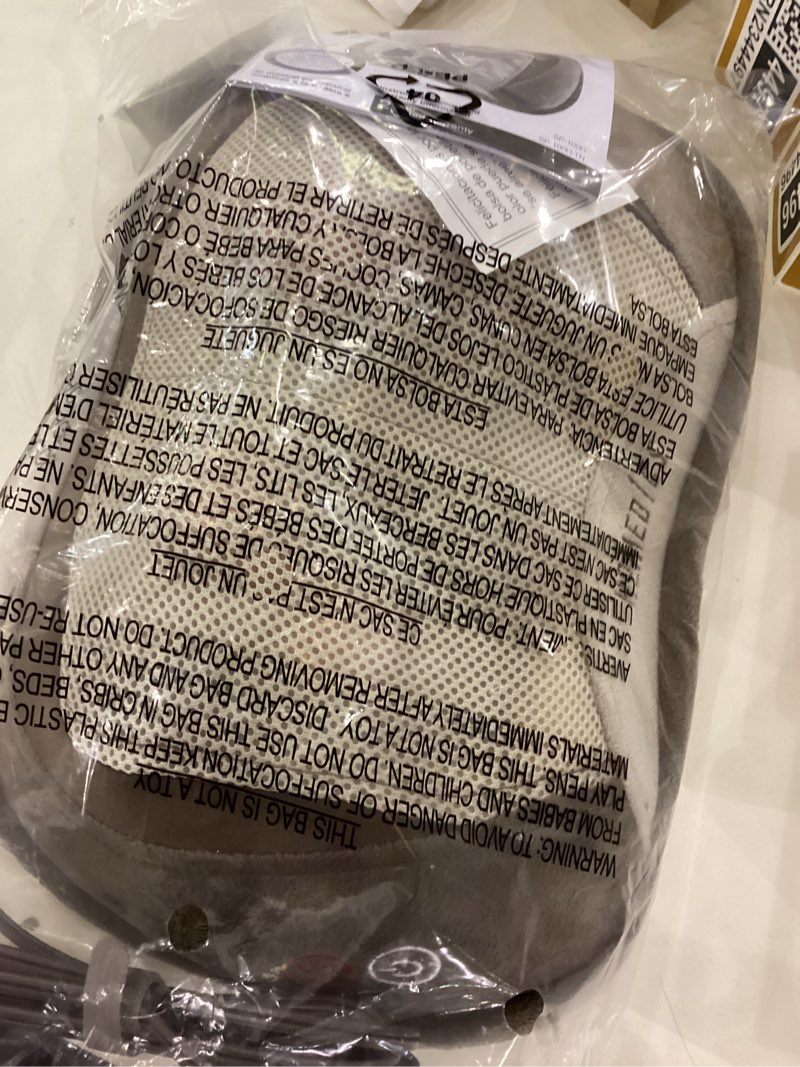 THIS BAG IS NOT A TOY
WARNING: TO AVOID DANGER OF SUFFOCATION KEEP THIS PLASTIC B
FROM BABIES AND CHILDREN. DO NOT USE THIS BAG IN CRIBS, BEDS,
PLAY PENS. THIS BAG IS NOT A TOY. DISCARD BAG AND ANY OTHER PA
MATERIALS IMMEDIATELY AFTER REMOVING PRODUCT. DO NOT RE-USE
CE SAC N'EST P UN JOUET
DE SUFFOCATION, CONSERV
SAC EN PLASTIQUE HORS DE PORTÉE DES BÉBÉS ET DES ENFANTS. NE PA
UTILISER CE SAC DANS LES BERCEAUX, LES LITS, LES POUSSETTES ET L
CE SAC N'EST PAS UN JOUET. JETER LE SAC ET TOUT LE MATÉRIEL D'EM
IMMÉDIATEMENT APRÈS LE RETRAIT DU PRODUIT. NE PAS RÉUTILISER
ESTA BOLSA NO ES UN JUGUETE
ADVERTENCIA: PARA EVITAR CUALQUIER RIESGO DE SOFOCACIÓN,
ESTA BOLSA DE PLÁSTICO LEJOS DEL ALCANCE DE LOS BEBÉS Y LO
UTILICE ESTA BOLSA EN CUNAS, CAMAS, PARA BEBÉ O CO
BOLSA UN JUGUETE. DESECHE LA Y CUALQUIER OTR
EMPAQUE INMEDIATAMENTE DESPUÉS DE RETIRAR EL PRODUCTO
ESTA BOLSA
04
96